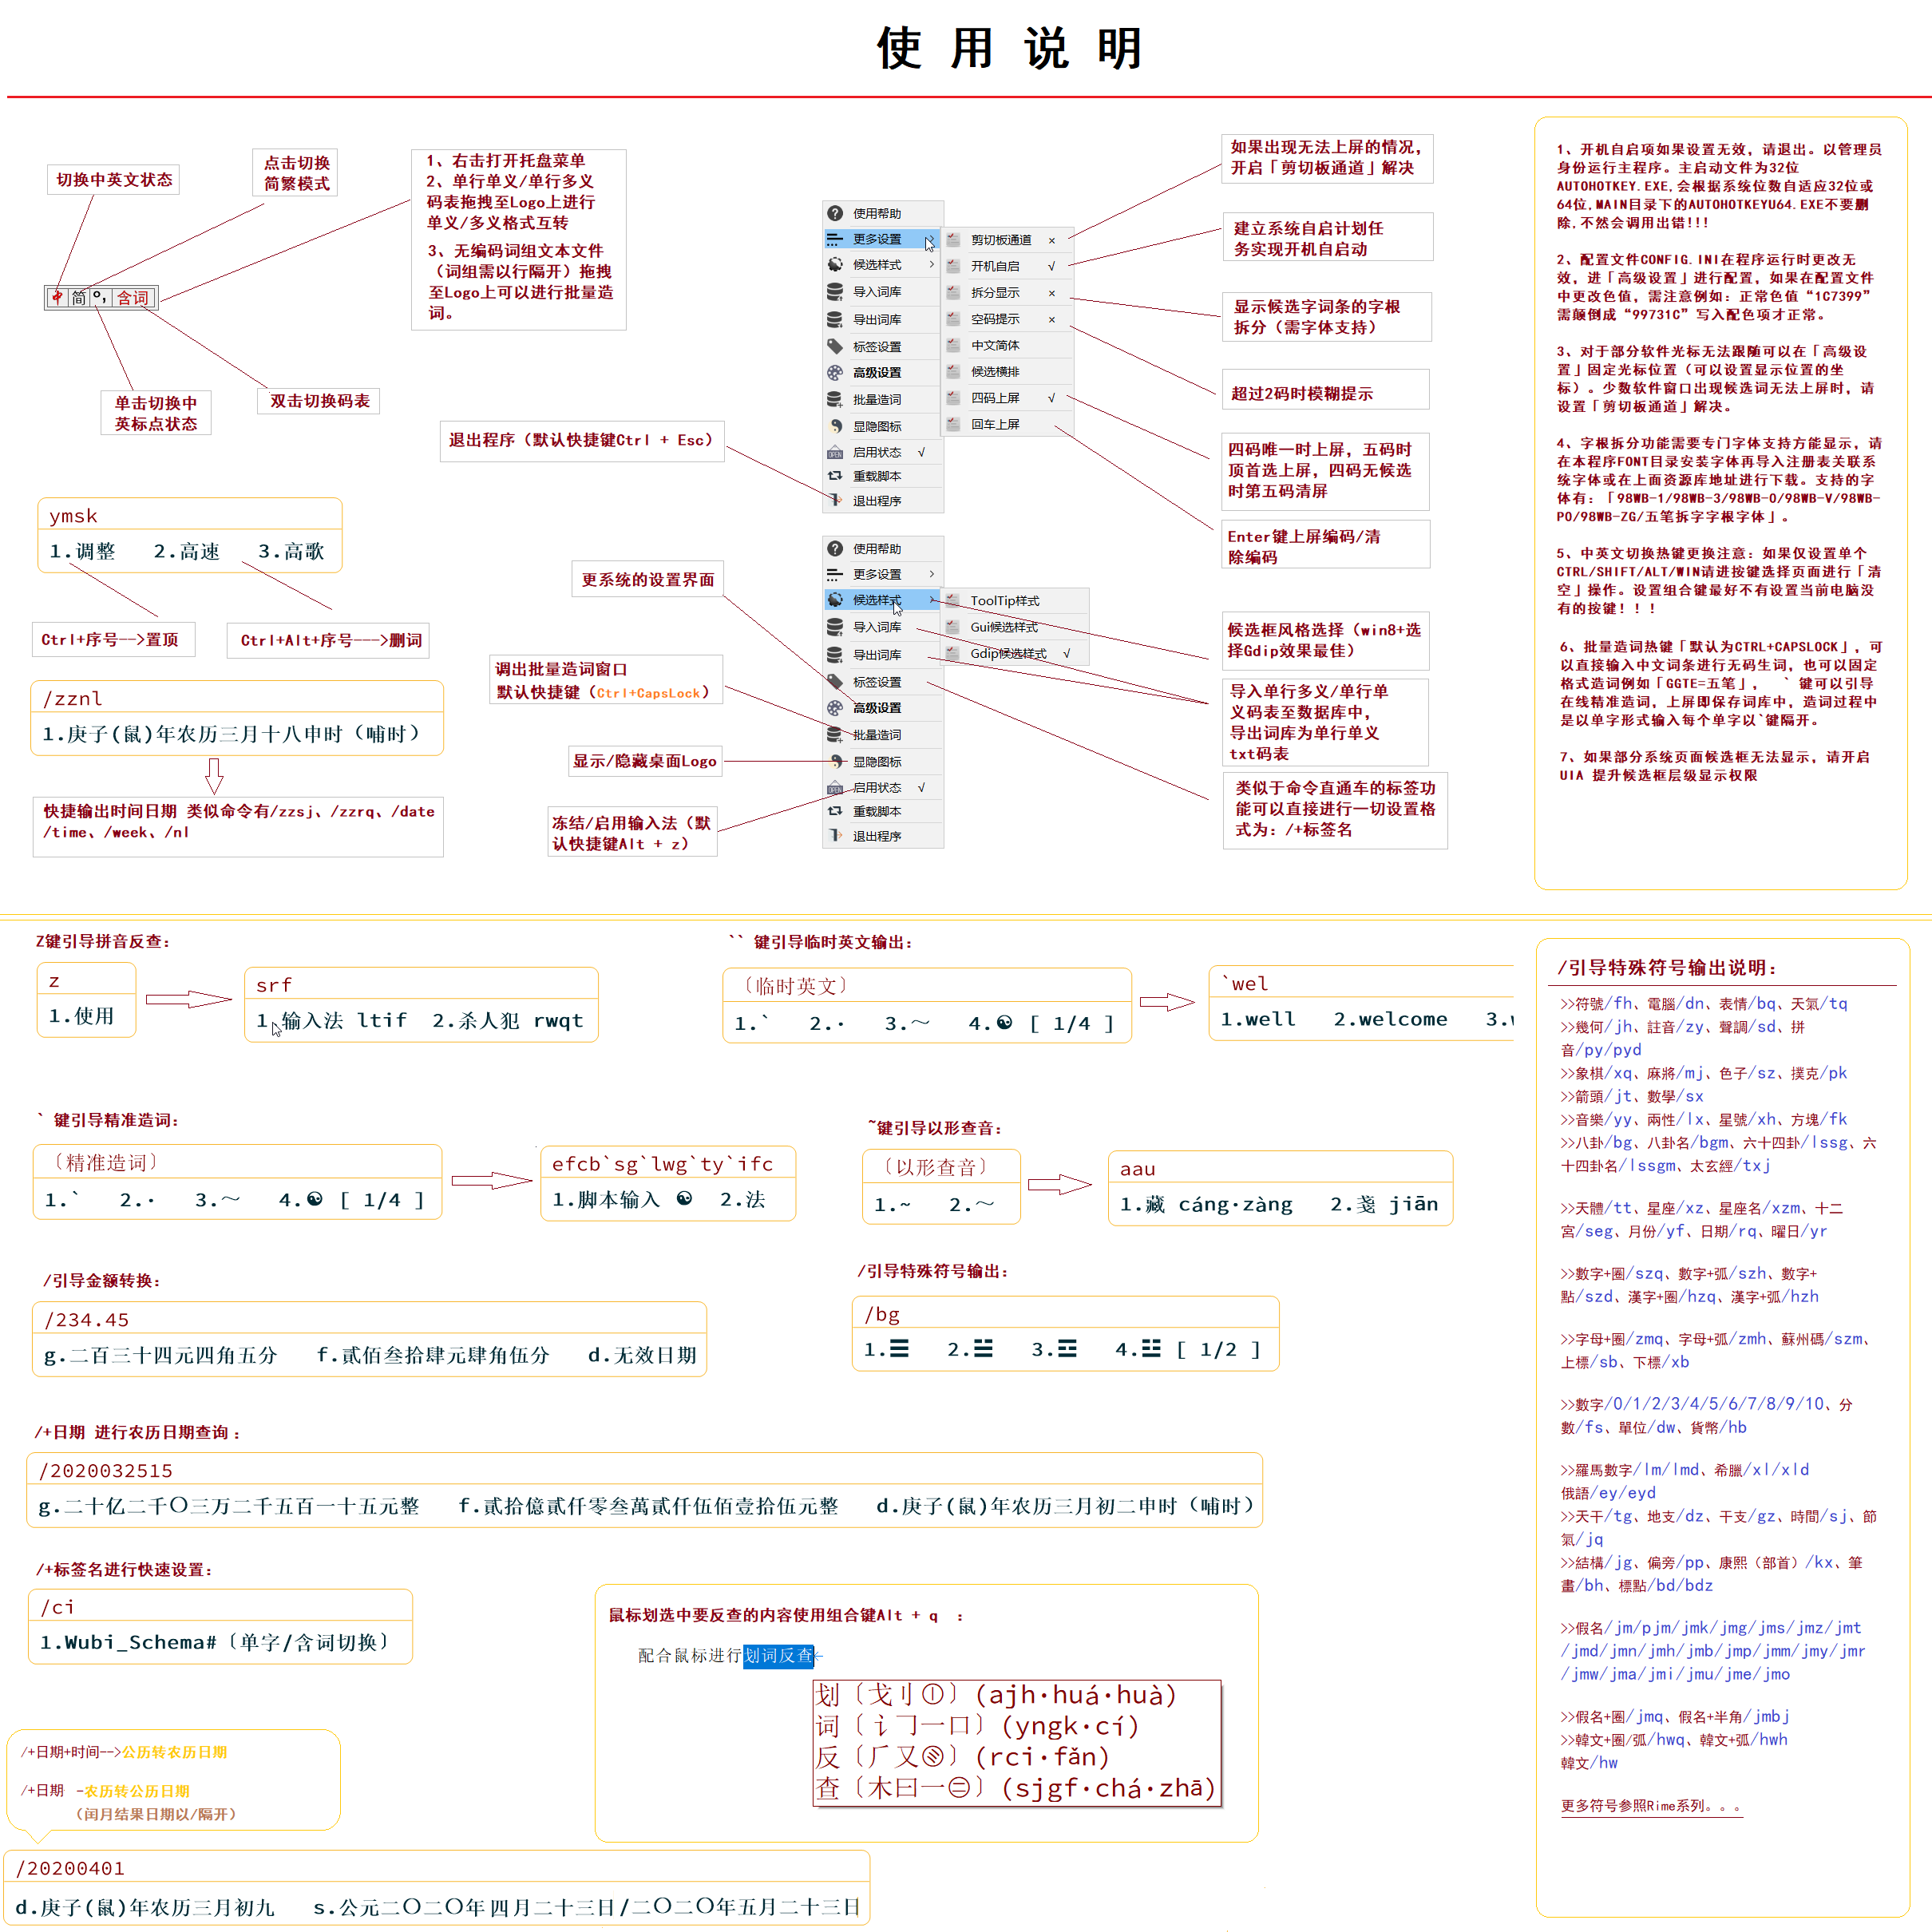 使用说明
切换中英文状态
点击切换
简繁模式
1、右击打开托盘菜单
2、单行单义/单行多义
码表拖拽至Logo上进行
单义/多义格式互转
3、无编码词组文本文件
（词组需以行隔开）拖拽
至Logo上可以进行批量造
词。
简 °, 含词
单击切换中
英标点状态
双击切换码表
退出程序（默认快捷键Ctrl + Esc）
使用帮助
更多设置
候选样式
导入词库
导出词库
标签设置
高级设置
批量造词
显隐图标
启用状态 √
重载脚本
退出程序
剪切板通道 ×
开机自启 √
拆分显示 ×
空码提示 ×
中文简体
候选横排
四码上屏 √
回车上屏
如果出现无法上屏的情况,
开启「剪切板通道」解决
建立系统自启计划任
务实现开机自启动
显示候选字词条的字根
拆分（需字体支持）
超过2码时模糊提示
四码唯一时上屏, 五码时
顶首选上屏, 四码无候选
时第五码清屏
Enter键上屏编码/清
除编码
ymsk
1.调整 2.高速 3.高歌
Ctrl+序号-->置顶
Ctrl+Alt+序号--->删词
/zznl
1.庚子(鼠)年农历三月十八申时（晡时）
快捷输出时间日期 类似命令有/zzsj、/zzrq、/date
/time、/week、/nl
更系统的设置界面
调出批量造词窗口
默认快捷键（Ctrl+CapsLock）
显示/隐藏桌面Logo
冻结/启用输入法（默
认快捷键Alt + z）
使用帮助
更多设置
候选样式
导入词库
导出词库
标签设置
高级设置
批量造词
显隐图标
启用状态 √
重载脚本
退出程序
ToolTip样式
Gui候选样式
Gdip候选样式 √
候选框风格选择（win8+选
择Gdip效果最佳）
导入单行多义/单行单
义码表至数据库中,
导出词库为单行单义
txt码表
类似于命令直通车的标签功
能可以直接进行一切设置格
式为: /+标签名
1、开机自启项如果设置无效, 请退出。以管理员
身份运行主程序。主启动文件为32位
AUTOHOTKEY.EXE,会根据系统位数自适应32位或
64位,MAIN目录下的AUTOHOTKEYU64.EXE不要删
除,不然会调用出错!!!
2、配置文件CONFIG.INI在程序运行时更改无
效, 进「高级设置」进行配置, 如果在配置文件
中更改色值, 需注意例如: 正常色值“1C7399”
需颠倒成“99731C”写入配色项才正常。
3、对于部分软件光标无法跟随可以在「高级设
置」固定光标位置（可以设置显示位置的坐
标）。少数软件窗口出现候选词无法上屏时, 请
设置「剪切板通道」解决。
4、字根拆分功能需要专门字体支持方能显示, 请
在本程序FONT目录安装字体再导入注册表关联系
统字体或在上面资源库地址进行下载。支持的字
体有: 「98WB-1/98WB-3/98WB-0/98WB-V/98WB-
P0/98WB-ZG/五笔拆字字根字体」。
5、中英文切换热键更换注意: 如果仅设置单个
CTRL/SHIFT/ALT/WIN请进按键选择页面进行「清
空」操作。设置组合键最好不有设置当前电脑没
有的按键！！！
6、批量造词热键「默认为CTRL+CAPSLOCK」, 可
以直接输入中文词条进行无码生词, 也可以固定
格式造词例如「GGTE=五笔」, ` 键可以引导
在线精准造词, 上屏即保存词库中, 造词过程中
是以单字形式输入每个单字以`键隔开。
7、如果部分系统页面候选框无法显示, 请开启
UIA 提升候选框层级显示权限
Z键引导拼音反查:
z
1.使用
srf
1.输入法 ltif 2.杀人犯 rwqt
`` 键引导临时英文输出:
〔临时英文〕
1.` 2.· 3.～ 4.☯ [ 1/4 ]
`wel
1.well 2.welcome 3.
` 键引导精准造词:
〔精准造词〕
1.` 2.· 3.～ 4.☯ [ 1/4 ]
efcb`sg`lwg`ty`ifc
1.脚本输入 ☯ 2.法
~键引导以形查音:
〔以形查音〕
1.~ 2.～
aau
1.藏 cáng·zàng 2.戔 jiān
/引导金额转换:
/234.45
g.二百三十四元四角五分 f.贰佰叁拾肆元肆角伍分 d.无效日期
/引导特殊符号输出:
/bg
1.☰ 2.☱ 3.☲ 4.☳ [ 1/2 ]
/+日期 进行农历日期查询:
/2020032515
g.二十亿二千〇三万二千五百一十五元整 f.贰拾億贰仟零叁萬贰仟伍佰壹拾伍元整 d.庚子(鼠)年农历三月初二申时（晡时）
/+标签名进行快速设置:
/ci
1.Wubi_Schema#〔单字/含词切换〕
鼠标划选中要反查的内容使用组合键Alt + q :
配合鼠标进行划词反查
划〔戈刂①〕(ajh·huá·huà)
词〔讠𠃌一口〕(yngk·cí)
反〔厂又〕(rci·fǎn)
查〔木日一㊁〕(sjgf·chá·zhā)
/+日期+时间-->公历转农历日期
/+日期 -农历转公历日期
（闰月结果日期以/隔开）
/20200401
d.庚子(鼠)年农历三月初九 s.公元二〇二〇年四月二十三日/二〇二〇年五月二十三日
/引导特殊符号输出说明:
>>符號/fh、電腦/dn、表情/bq、天氣/tq
>>幾何/jh、註音/zy、聲調/sd、拼
音/py/pyd
>>象棋/xq、麻將/mj、色子/sz、撲克/pk
>>箭頭/jt、數學/sx
>>音樂/yy、兩性/lx、星號/xh、方塊/fk
>>八卦/bg、八卦名/bgm、六十四卦/lssg、六
十四卦名/lssgm、太玄經/txj
>>天體/tt、星座/xz、星座名/xzm、十二
宮/seg、月份/yf、日期/rq、曜日/yr
>>數字+圈/szq、數字+弧/szh、數字+
點/szd、漢字+圈/hzq、漢字+弧/hzh
>>字母+圈/zmq、字母+弧/zmh、蘇州碼/szm、
上標/sb、下標/xb
>>數字/0/1/2/3/4/5/6/7/8/9/10、分
數/fs、單位/dw、貨幣/hb
>>羅馬數字/lm/lmd、希臘/xl/xld
俄語/ey/eyd
>>天干/tg、地支/dz、干支/gz、時間/sj、節
氣/jq
>>結構/jg、偏旁/pp、康熙（部首）/kx、筆
畫/bh、標點/bd/bdz
>>假名/jm/pjm/jmk/jmg/jms/jmz/jmt
/jmd/jmn/jmh/jmb/jmp/jmm/jmy/jmr
/jmw/jma/jmi/jmu/jme/jmo
>>假名+圈/jmq、假名+半角/jmbj
>>韓文+圈/弧/hwq、韓文+弧/hwh
韓文/hw
更多符号参照Rime系列。。。